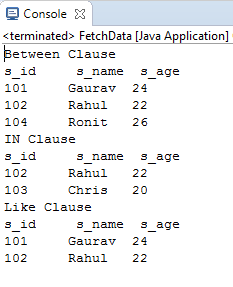 Console
<terminated> FetchData [Java Application]
Between Clause
s_id s_name s_age
101 Gaurav 24
102 Rahul 22
104 Ronit 26
IN Clause
s_id s_name s_age
102 Rahul 22
103 Chris 20
Like Clause
s_id s_name s_age
101 Gaurav 24
102 Rahul 22